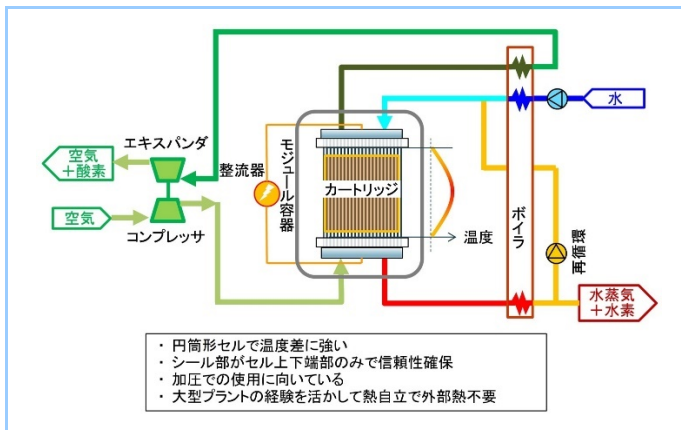 水
エキスパンダ
空気
+酸素
整流器
モジュール容器
カートリッジ
空気
コンプレッサ
温度
ボイラ
再循環
水蒸気
+水素
・ 円筒形セルで温度差に強い
・ シール部がセル上下端部のみで信頼性確保
・ 加圧での使用に向いている
・ 大型プラントの経験を活かして熱自立で外部熱不要